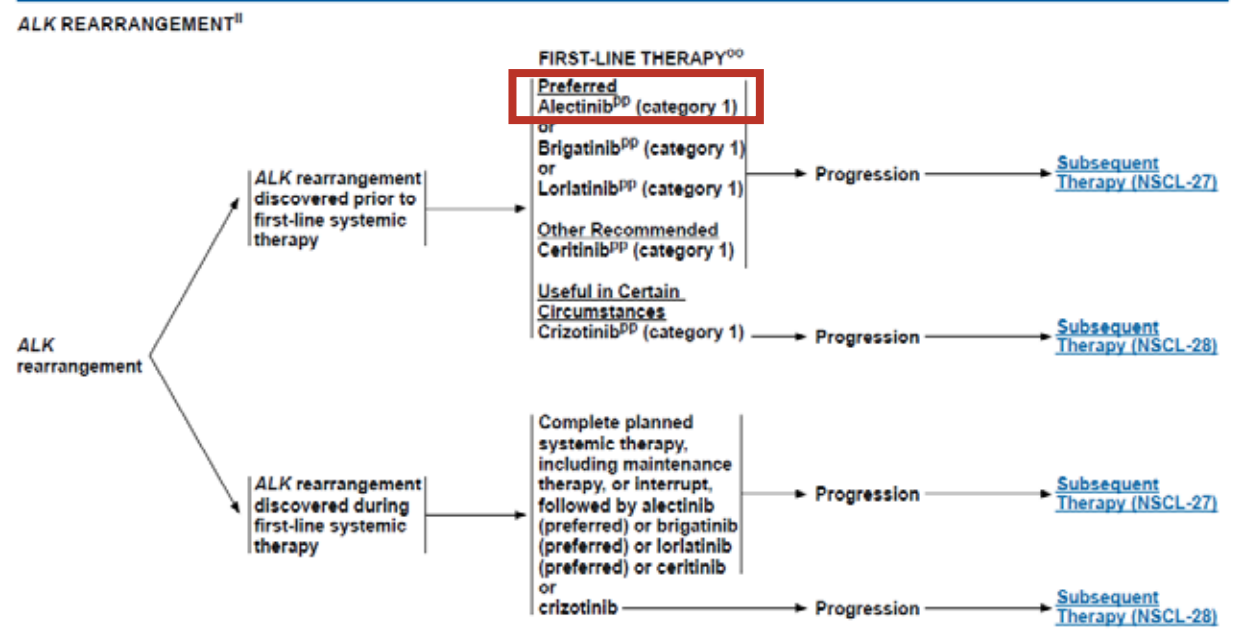 ALK REARRANGEMENTll
FIRST-LINE THERAPYoo
Preferred
Alectinibpp (category 1)
or
Brigatinibpp (category 1)
or
Lorlatinibpp (category 1)
Other Recommended
Ceritinibpp (category 1)
Useful in Certain
Circumstances
Crizotinibpp (category 1)
ALK rearrangement
discovered prior to
first-line systemic
therapy
Progression
Subsequent
Therapy (NSCL-27)
Progression
Subsequent
Therapy (NSCL-28)
ALK
rearrangement
ALK rearrangement
discovered during
first-line systemic
therapy
Complete planned
systemic therapy,
including maintenance
therapy, or interrupt,
followed by alectinib
(preferred) or brigatinib
(preferred) or lorlatinib
(preferred) or ceritinib
or
crizotinib
Progression
Subsequent
Therapy (NSCL-27)
Progression
Subsequent
Therapy (NSCL-28)